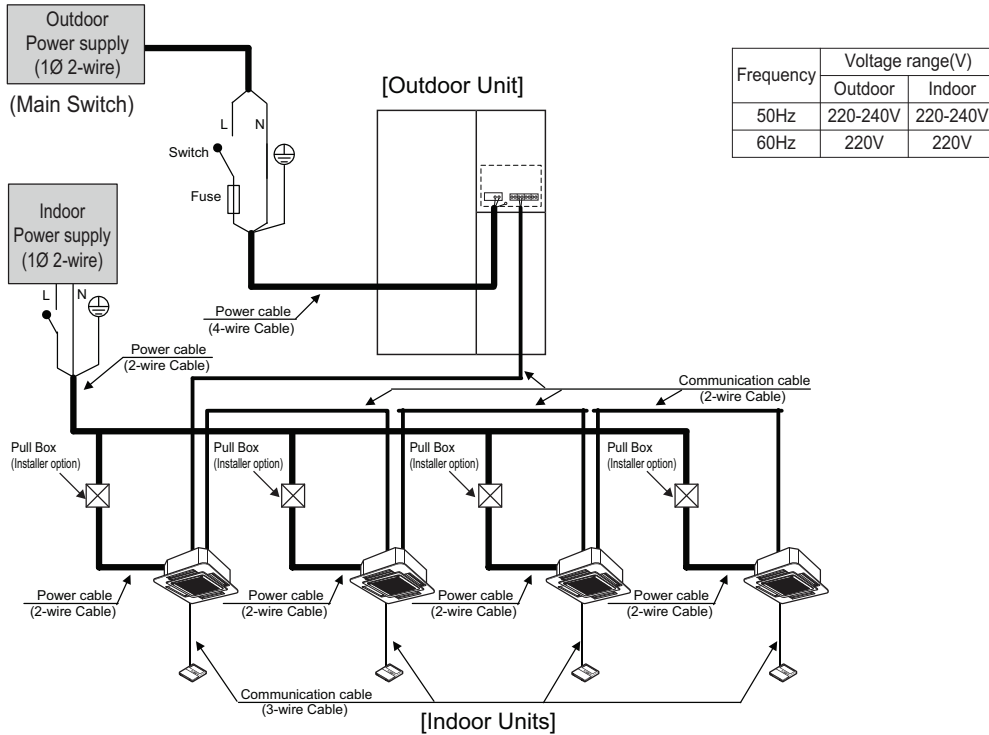 Outdoor
Power supply
(1Ø 2-wire)
(Main Switch)
L
N
Switch
Fuse
[Outdoor Unit]
Frequency
Voltage range(V)
Outdoor
Indoor
50Hz
220-240V
220-240V
60Hz
220V
220V
Indoor
Power supply
(1Ø 2-wire)
L
N
Power cable
(4-wire Cable)
Power cable
(2-wire Cable)
Communication cable
(2-wire Cable)
Pull Box
(Installer option)
Pull Box
(Installer option)
Pull Box
(Installer option)
Pull Box
(Installer option)
Power cable
(2-wire Cable)
Power cable
(2-wire Cable)
Power cable
(2-wire Cable)
Power cable
(2-wire Cable)
Communication cable
(3-wire Cable)
[Indoor Units]